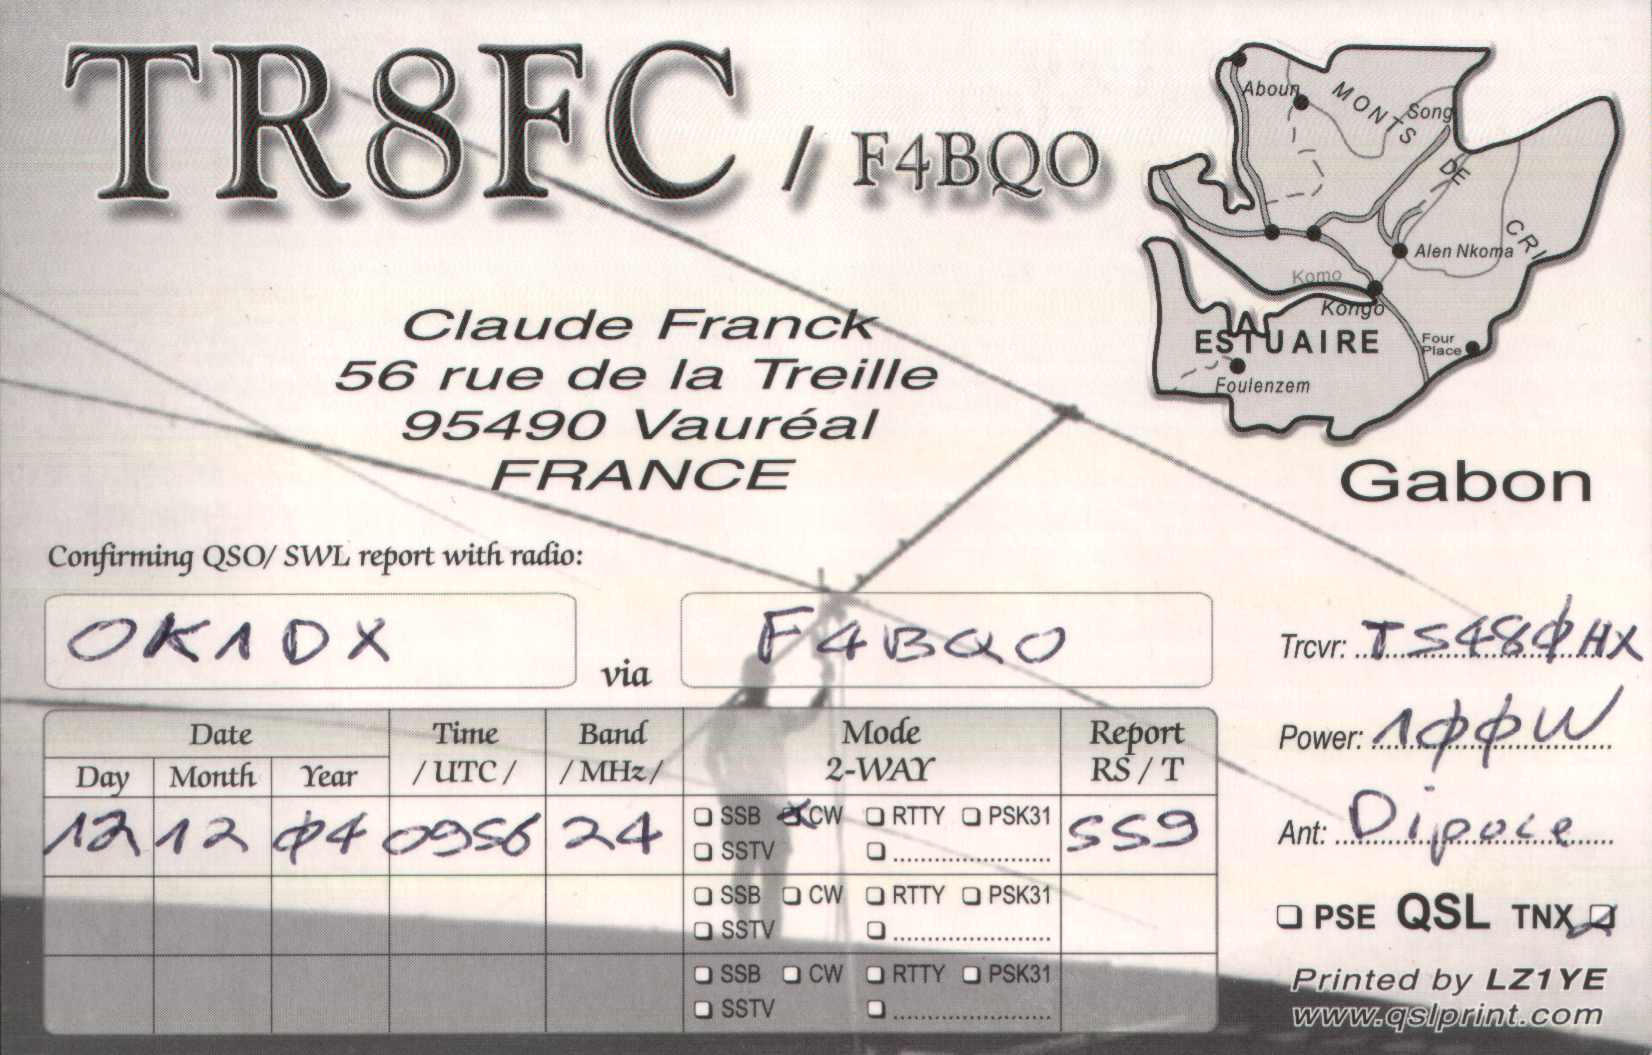 TR8FC / F4BQO
Aboun
MONTS DE CRI
Song
Alen Nkoma
Komo
Kango
ESTUAIRE
Four Place
Foulenzem
Gabon
Claude Franck
56 rue de la Treille
95490 Vauréal
FRANCE
Confirming QSO/ SWL report with radio:
OK1DX via F4BQO
Trcvr: TS48ØHX
Power: 1ØØW
Ant: Dipole
Date Time Band Mode Report
Day Month Year / UTC / / MHz / 2-WAY RS / T
12 12 Ø4 0956 24 SSB CW RTTY PSK31 559
SSTV
SSB CW RTTY PSK31
SSTV
SSB CW RTTY PSK31
SSTV
PSE QSL TNX
Printed by LZ1YE
www.qslprint.com